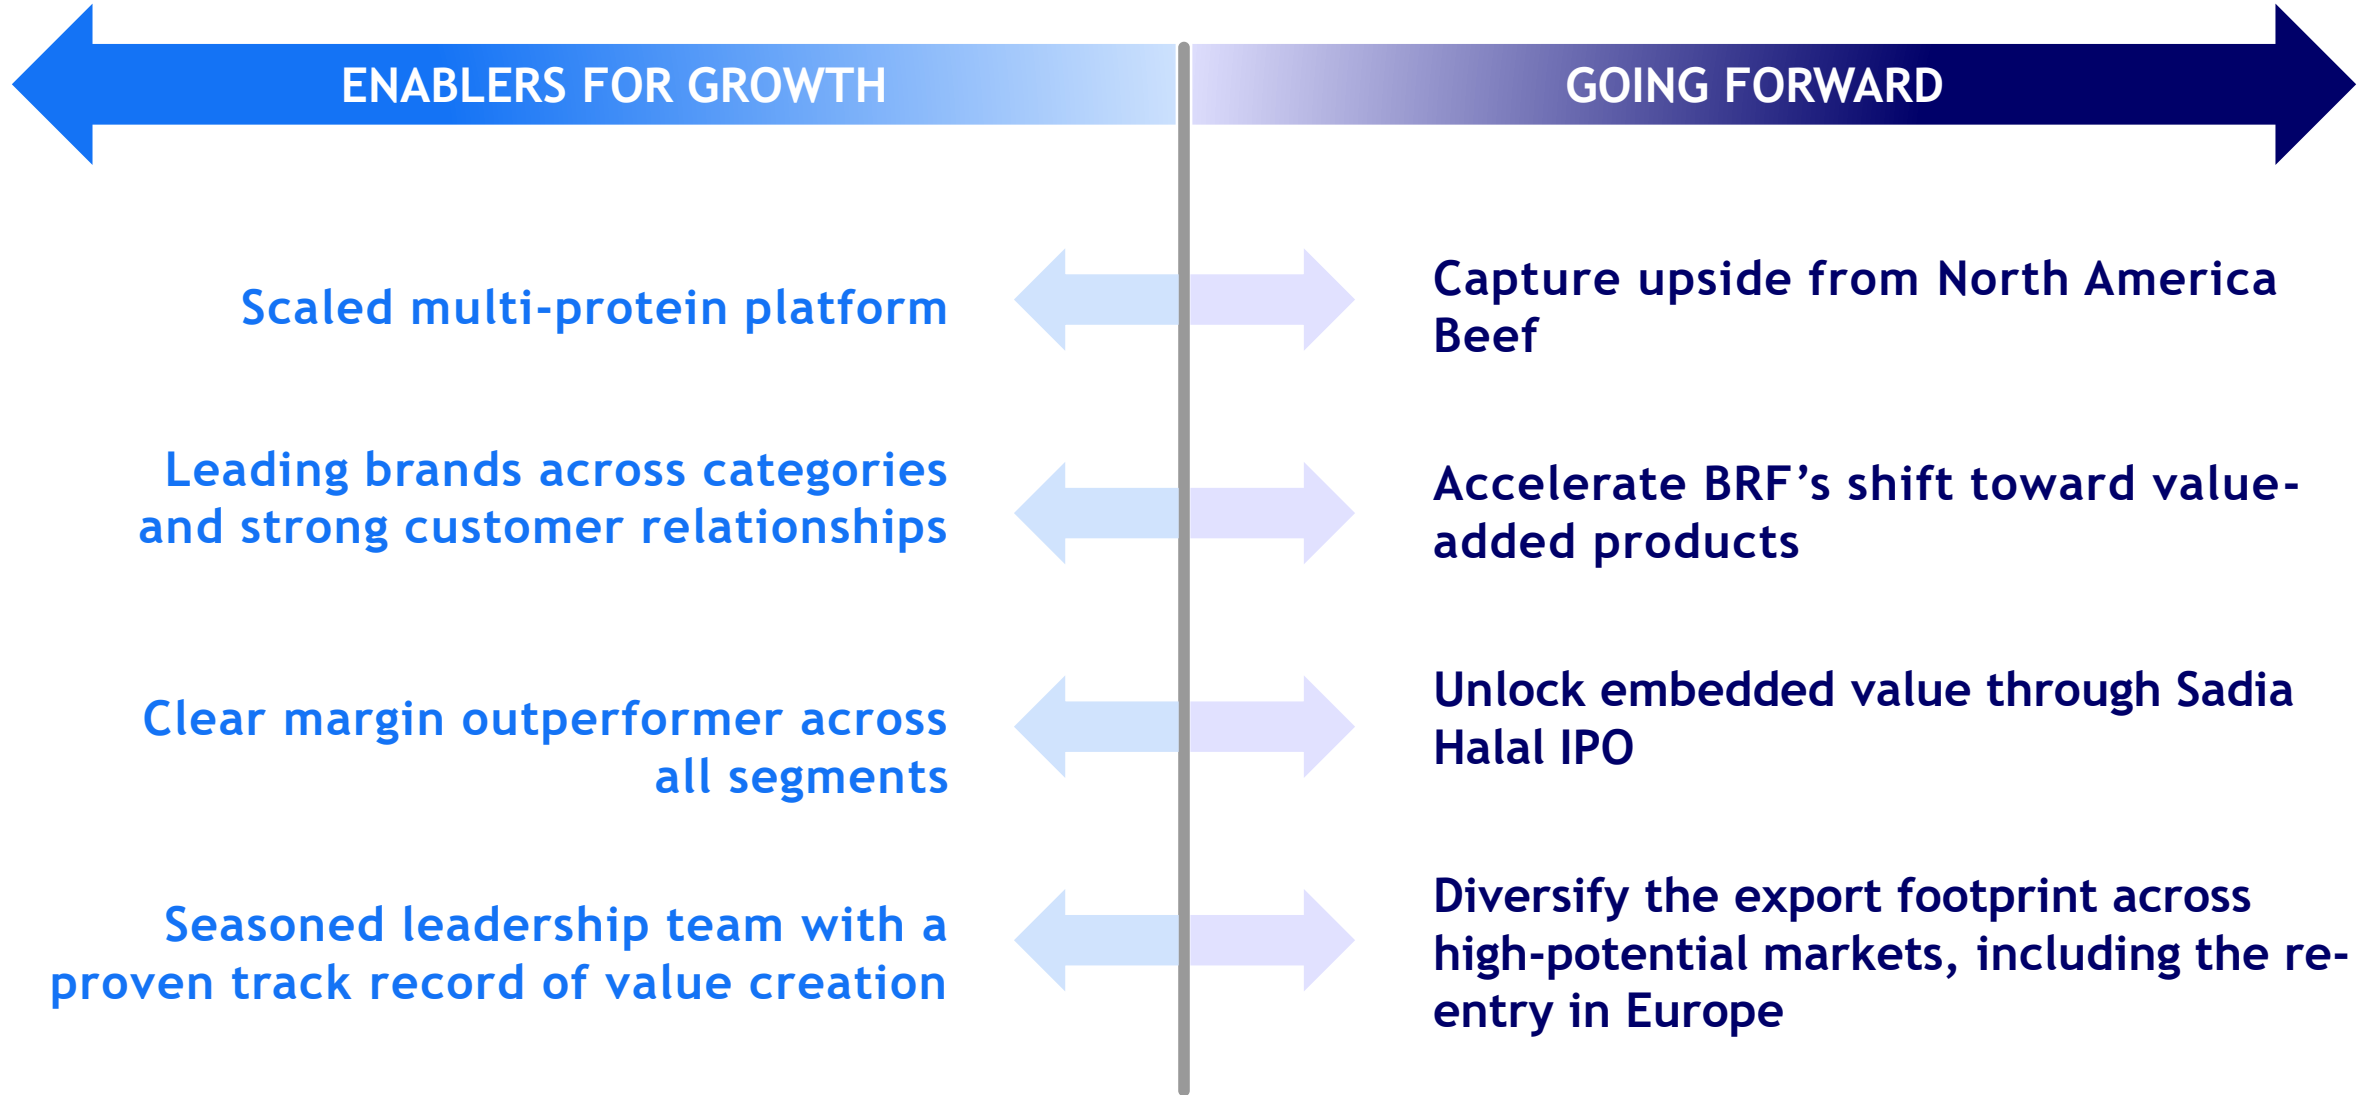 ENABLERS FOR GROWTH
GOING FORWARD
Scaled multi-protein platform
Capture upside from North America
Beef
Leading brands across categories
and strong customer relationships
Accelerate BRF’s shift toward value-
added products
Clear margin outperformer across
all segments
Unlock embedded value through Sadia
Halal IPO
Seasoned leadership team with a
proven track record of value creation
Diversify the export footprint across
high-potential markets, including the re-
entry in Europe